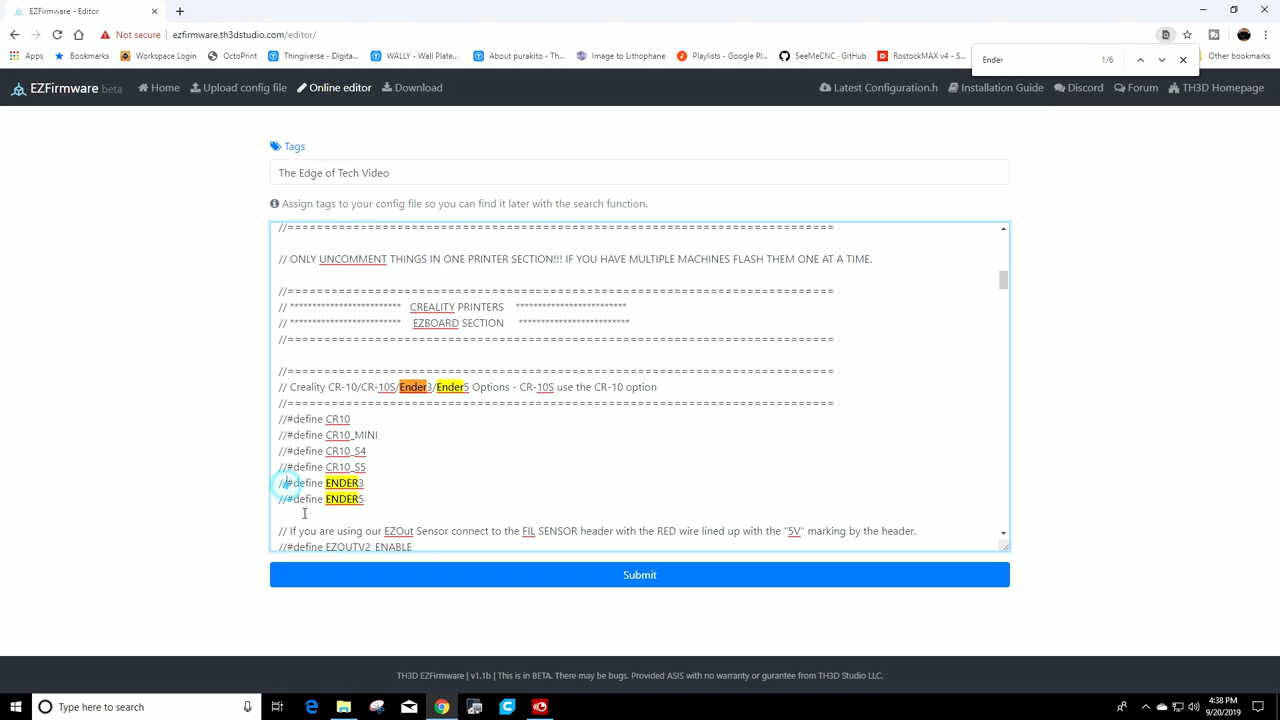 EZFirmware - Editor
Not secure
ezfirmware.th3dstudio.com/editor/
Ender
1/6
Apps
Bookmarks
Workspace Login
OctoPrint
Thingiverse - Digita...
WALLY - Wall Plate...
About purakito - Th...
Image to Lithophane
Playlists - Google Pl...
SeeMeCNC · GitHub
RostockMAX v4 - S...
Other bookmarks
EZFirmware beta
Home
Upload config file
Online editor
Download
Latest Configuration.h
Installation Guide
Discord
Forum
TH3D Homepage
Tags
The Edge of Tech Video
Assign tags to your config file so you can find it later with the search function.
//===========================================================================
// ONLY UNCOMMENT THINGS IN ONE PRINTER SECTION!!! IF YOU HAVE MULTIPLE MACHINES FLASH THEM ONE AT A TIME.
//===========================================================================
// ************************* CREALITY PRINTERS *************************
// ************************* EZBOARD SECTION *************************
//===========================================================================
//===========================================================================
// Creality CR-10/CR-10S/Ender3/Ender5 Options - CR-10S use the CR-10 option
//===========================================================================
//#define CR10
//#define CR10_MINI
//#define CR10_S4
//#define CR10_S5
//#define ENDER3
//#define ENDER5
// If you are using our EZOut Sensor connect to the FIL SENSOR header with the RED wire lined up with the "5V" marking by the header.
//#define EZOUTV2_ENABLE
Submit
TH3D EZFirmware | v1.1b | This is in BETA. There may be bugs. Provided ASIS with no warranty or gurantee from TH3D Studio LLC.
Type here to search
4:38 PM
9/20/2019